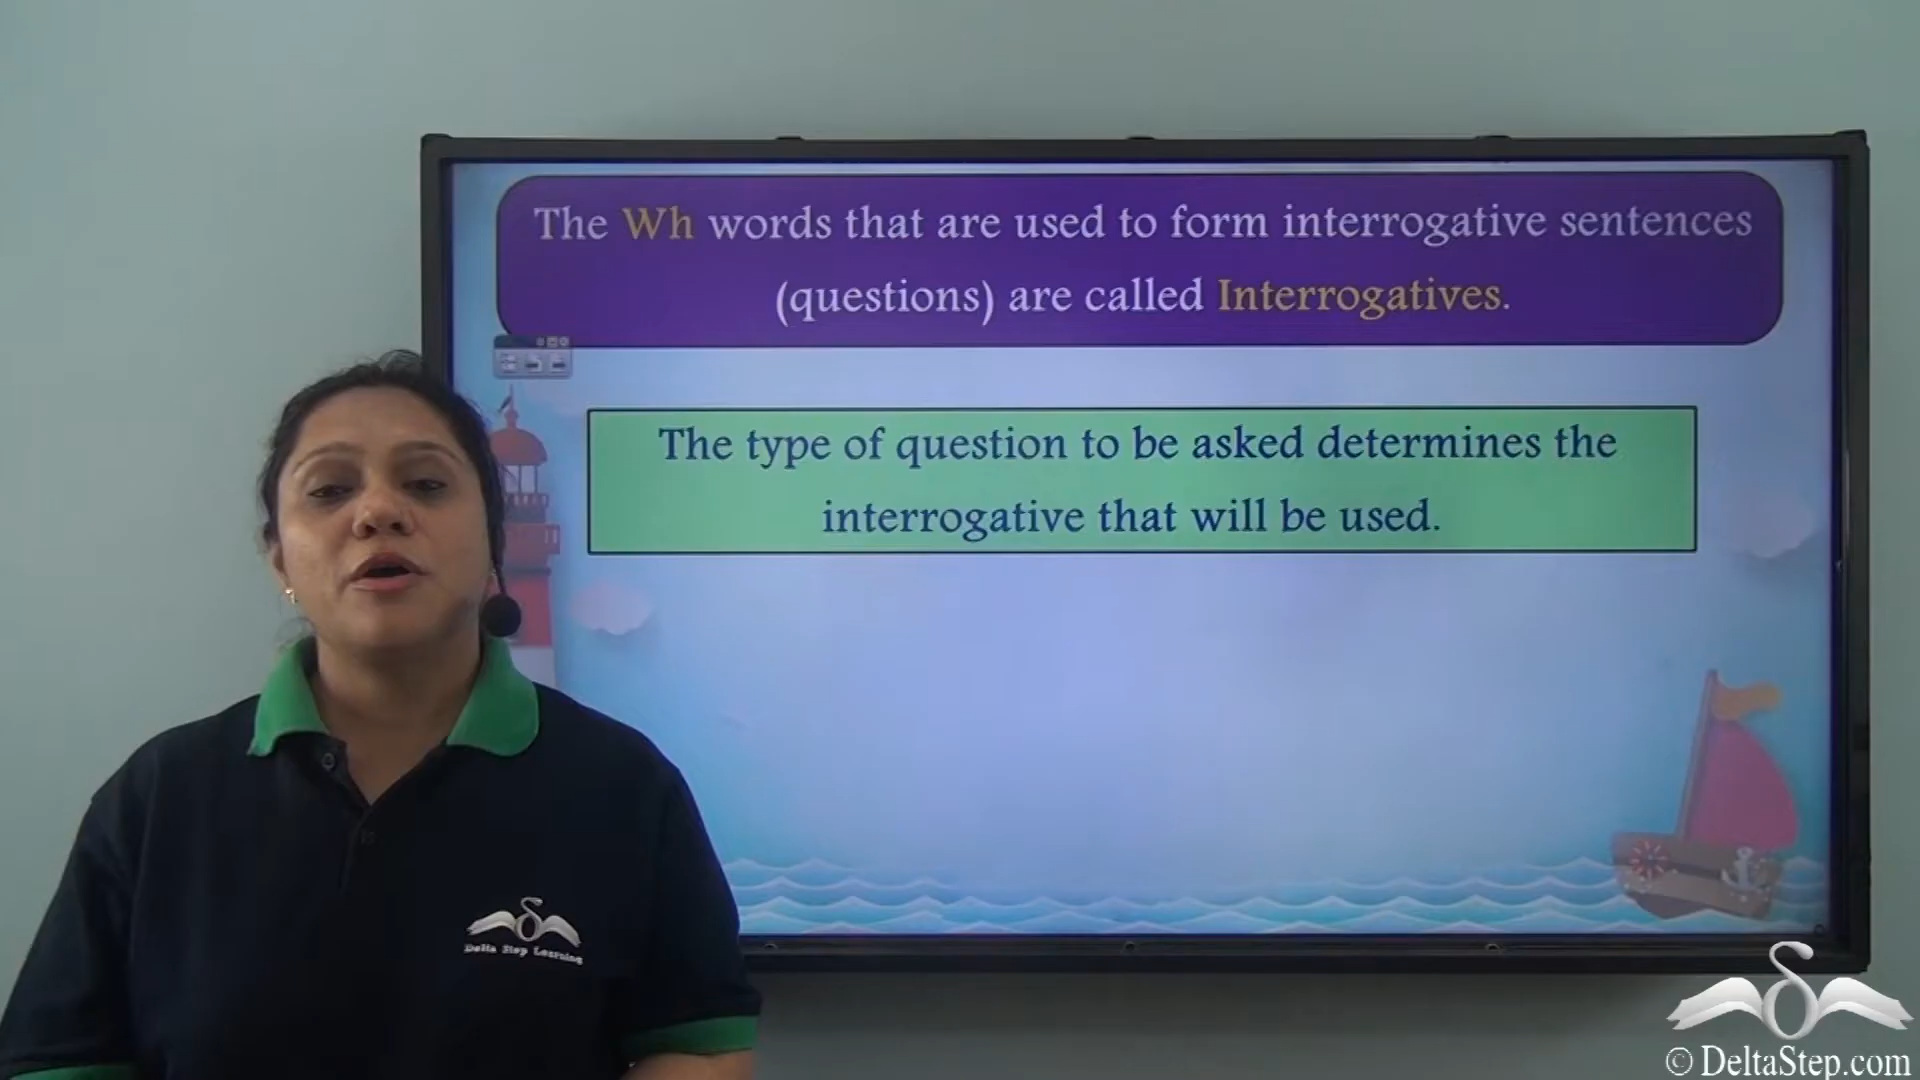 The Wh words that are used to form interrogative sentences
(questions) are called Interrogatives.
The type of question to be asked determines the
interrogative that will be used.
Delta Step Learning
© DeltaStep.com